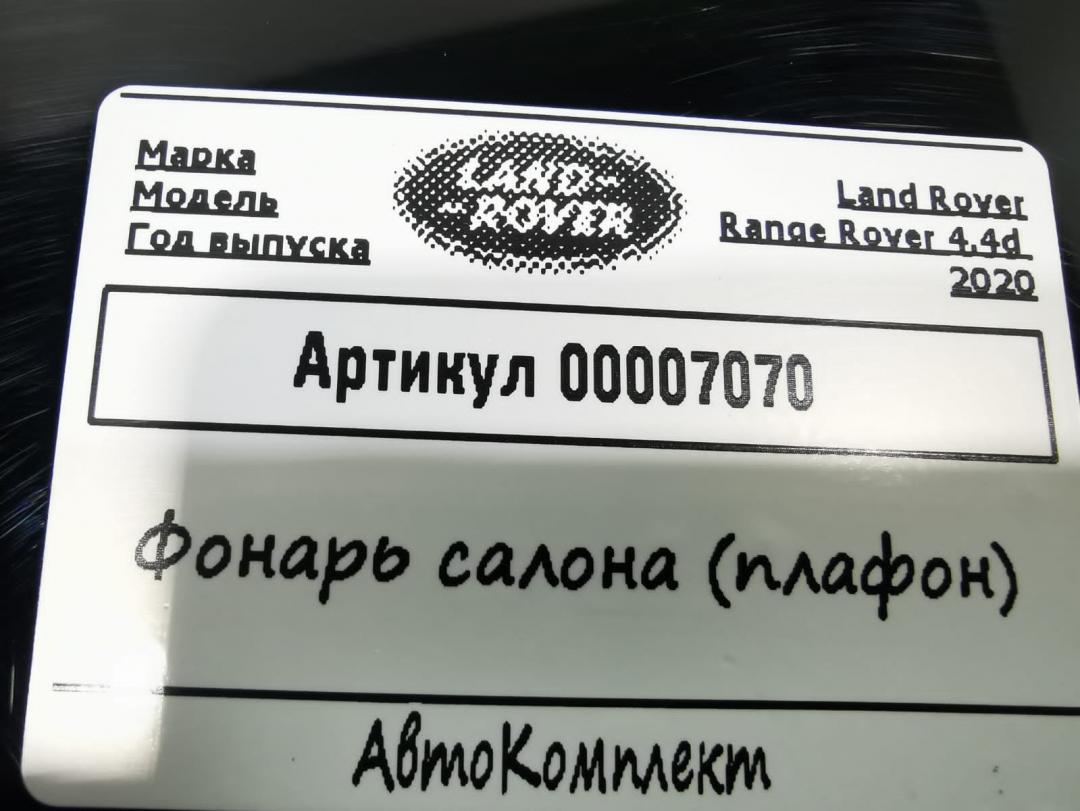 Марка
Модель
Год выпуска
LAND-
-ROVER
Land Rover
Range Rover 4.4d
2020
Артикул 00007070
Фонарь салона (плафон)
АвтоКомплект